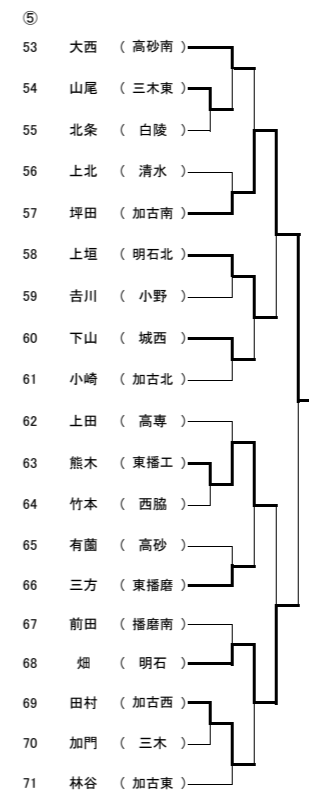 ⑤
53 大西 ( 高砂南 )
54 山尾 ( 三木東 )
55 北条 ( 白陵 )
56 上北 ( 清水 )
57 坪田 ( 加古南 )
58 上垣 ( 明石北 )
59 𠮷川 ( 小野 )
60 下山 ( 城西 )
61 小崎 ( 加古北 )
62 上田 ( 高専 )
63 熊木 ( 東播工 )
64 竹本 ( 西脇 )
65 有薗 ( 高砂 )
66 三方 ( 東播磨 )
67 前田 ( 播磨南 )
68 畑 ( 明石 )
69 田村 ( 加古西 )
70 加門 ( 三木 )
71 林谷 ( 加古東 )